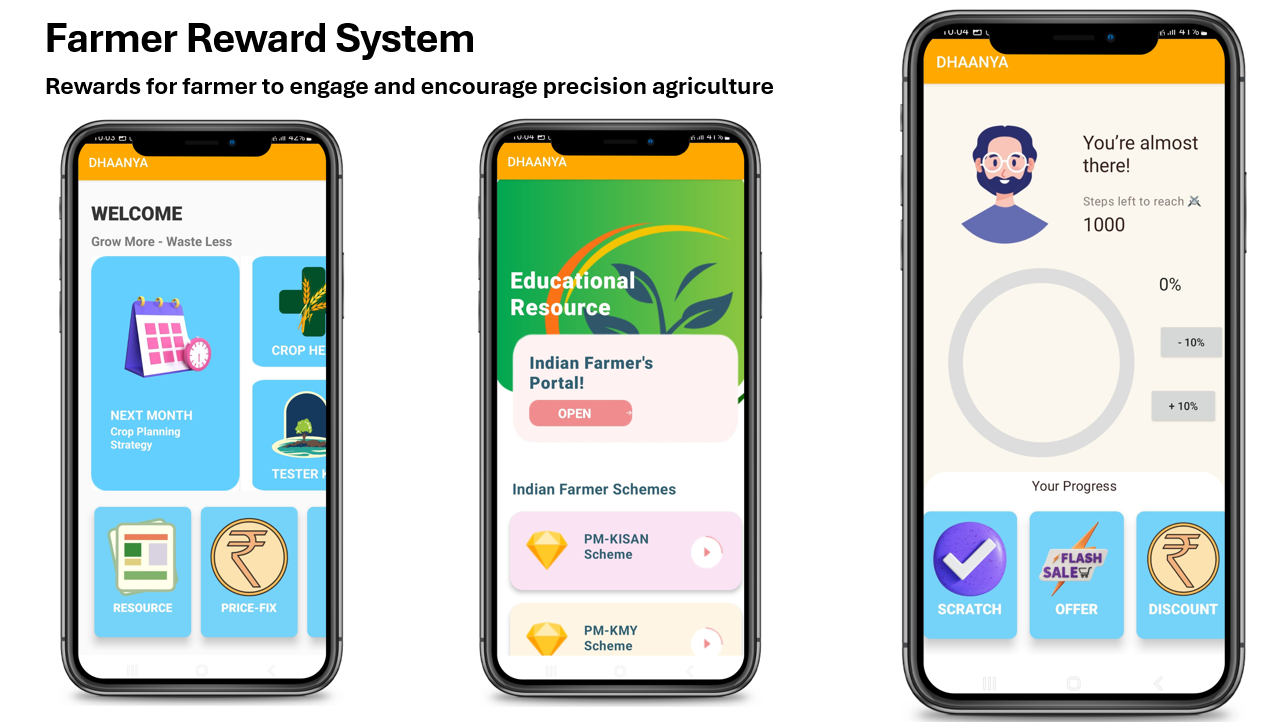 Farmer Reward System
Rewards for farmer to engage and encourage precision agriculture
10:03
42%
DHAANYA
WELCOME
Grow More - Waste Less
NEXT MONTH
Crop Planning
Strategy
CROP HE
TESTER
RESOURCE
PRICE-FIX
10:04
41%
DHAANYA
Educational
Resource
Indian Farmer's
Portal!
OPEN
Indian Farmer Schemes
PM-KISAN
Scheme
PM-KMY
Scheme
10:04
41%
DHAANYA
You're almost
there!
Steps left to reach
1000
0%
- 10%
+ 10%
Your Progress
FLASH
SALE
SCRATCH
OFFER
DISCOUNT